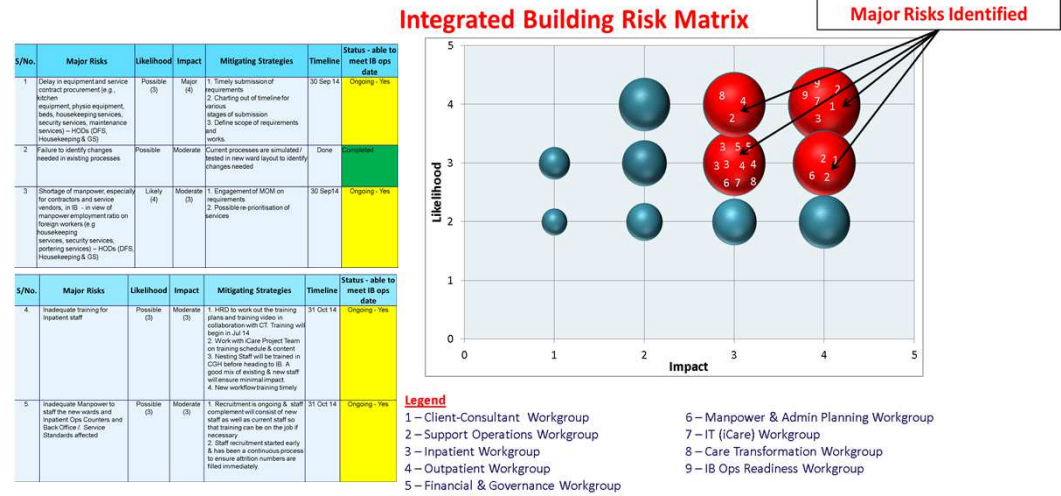 Integrated Building Risk Matrix
Major Risks Identified
S/No.
Major Risks
Likelihood
Impact
Mitigating Strategies
Timeline
Status - able to
meet IB ops
date
1
Delay in equipment and service
contract procurement (e.g.,
kitchen
equipment, physio equipment,
beds, housekeeping services,
security services, maintenance
services) – HODs (DFS,
Housekeeping & GS)
Possible
(3)
Major
(4)
1. Timely submission of
requirements
2. Charting out of timeline for
various
stages of submission
3. Define scope of requirements
and
works.
30 Sep 14
Ongoing - Yes
2
Failure to identify changes
needed in existing processes
Possible
Moderate
Current processes are simulated /
tested in new ward layout to identify
changes needed
Done
Completed
3
Shortage of manpower, especially
for contractors and service
vendors, in IB - in view of
manpower employment ratio on
foreign workers (e.g
housekeeping
services, security services,
portering services) – HODs (DFS,
Housekeeping & GS)
Likely
(4)
Moderate
(3)
1. Engagement of MOM on
requirements
2. Possible re-prioritisation of
services
30 Sep14
Ongoing - Yes
S/No.
Major Risks
Likelihood
Impact
Mitigating Strategies
Timeline
Status - able to
meet IB ops
date
4.
Inadequate training for
Inpatient staff
Possible
(3)
Moderate
(3)
1. HRD to work out the training
plans and training video in
collaboration with CT. Training will
begin in Jul 14
2. Work with iCare Project Team
on training schedule & content
3. Nesting Staff will be trained in
CGH before heading to IB. A
good mix of existing & new staff
will ensure minimal impact.
4. New workflow training timely
31 Oct 14
Ongoing - Yes
5.
Inadequate Manpower to
staff the new wards and
Inpatient Ops Counters and
Back Office /. Service
Standards affected
Possible
(3)
Moderate
(3)
1. Recruitment is ongoing & staff
complement will consist of new
staff as well as current staff so
that training can be on the job if
necessary
2. Staff recruitment started early
& has been a continuous process
to ensure attrition numbers are
filled immediately
31 Oct 14
Ongoing - Yes
Likelihood
5
4
3
2
1
0
8 4
2
9
9 2
7 1
3
3 5 5
3 3 4 4
6 7 8
2 1
6 2
0 1 2 3 4 5
Impact
Legend
1 – Client-Consultant Workgroup
2 – Support Operations Workgroup
3 – Inpatient Workgroup
4 – Outpatient Workgroup
5 – Financial & Governance Workgroup
6 – Manpower & Admin Planning Workgroup
7 – IT (iCare) Workgroup
8 – Care Transformation Workgroup
9 – IB Ops Readiness Workgroup